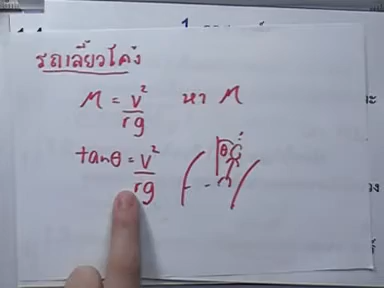 รถเลี้ยวโค้ง
μ = v²/rg หา μ
tanθ = v²/rg θ